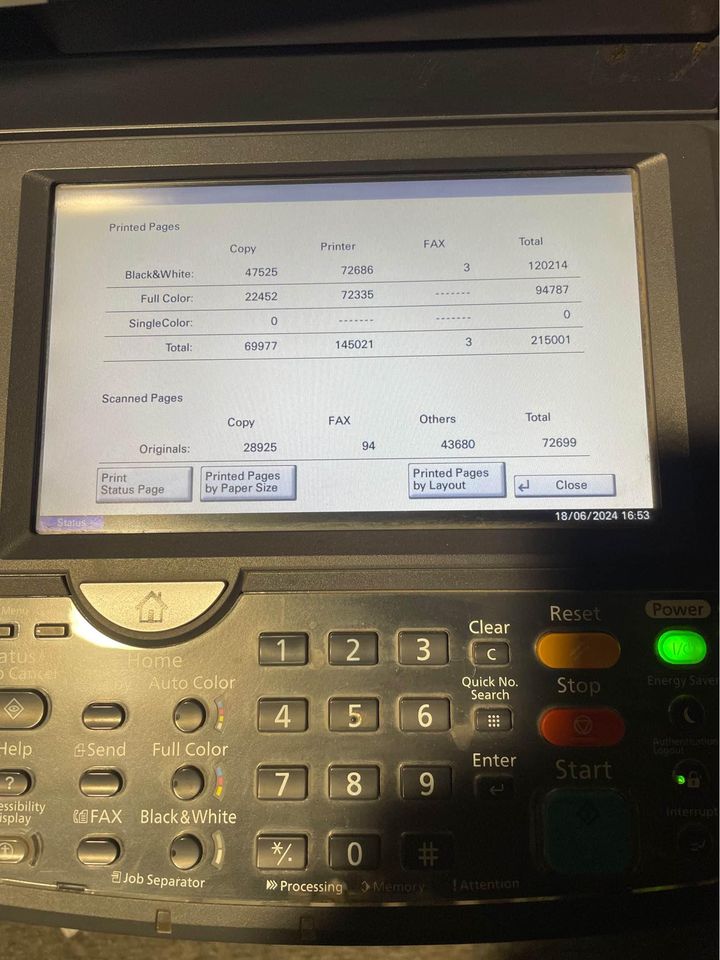 Printed Pages
Copy Printer FAX Total
Black&White: 47525 72686 3 120214
Full Color: 22452 72335 ------- ------- 94787
SingleColor: 0 ------- ------- 0
Total: 69977 145021 3 215001
Scanned Pages
Copy FAX Others Total
Originals: 28925 94 43680 72699
Print
Status Page
Printed Pages
by Paper Size
Printed Pages
by Layout
Close
Status 18/06/2024 16:53
Menu
Home
Clear
Reset
Power
1 2 3 C
Cancel
Auto Color
Quick No.
Search
Stop
Energy Saver
4 5 6
Help
Send
Full Color
Enter
Start
Authentication
Logout
7 8 9
FAX
Black&White
Interrupt
*/. 0 #
Job Separator
Processing
Memory
Attention